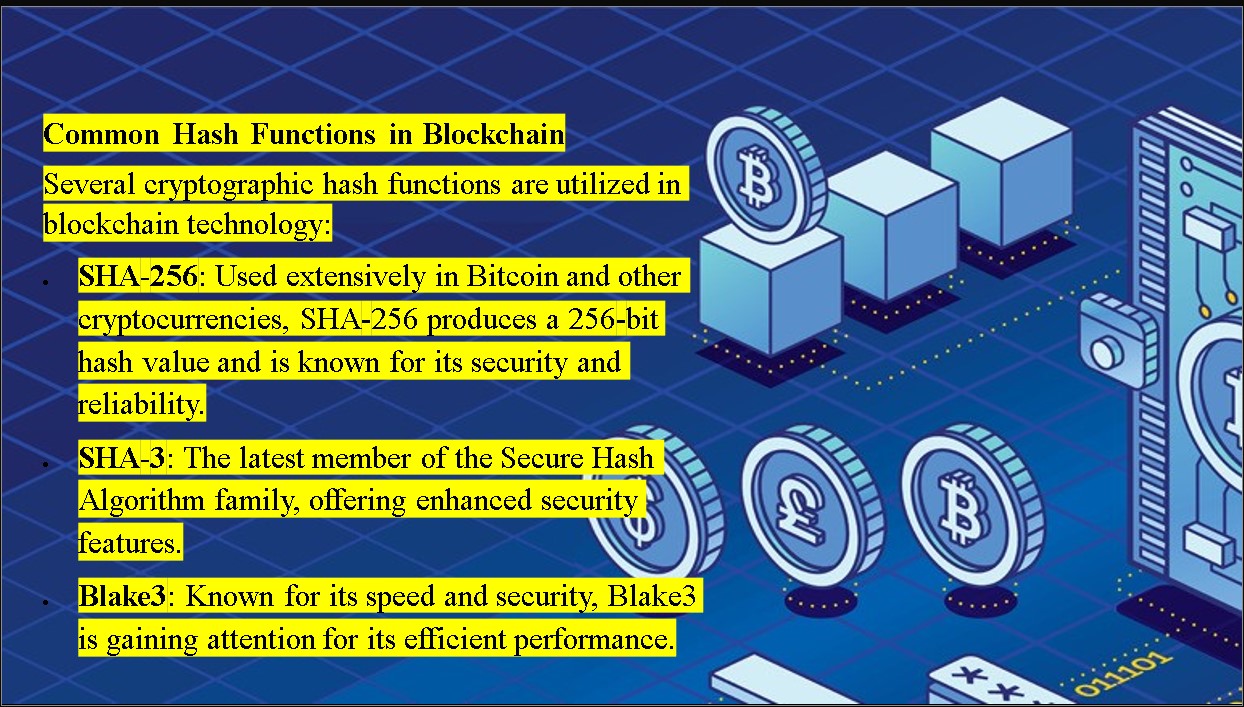 Common Hash Functions in Blockchain
Several cryptographic hash functions are utilized in
blockchain technology:
• SHA-256: Used extensively in Bitcoin and other
cryptocurrencies, SHA-256 produces a 256-bit
hash value and is known for its security and
reliability.
• SHA-3: The latest member of the Secure Hash
Algorithm family, offering enhanced security
features.
• Blake3: Known for its speed and security, Blake3
is gaining attention for its efficient performance.
₿
$
£
₿
**
011101